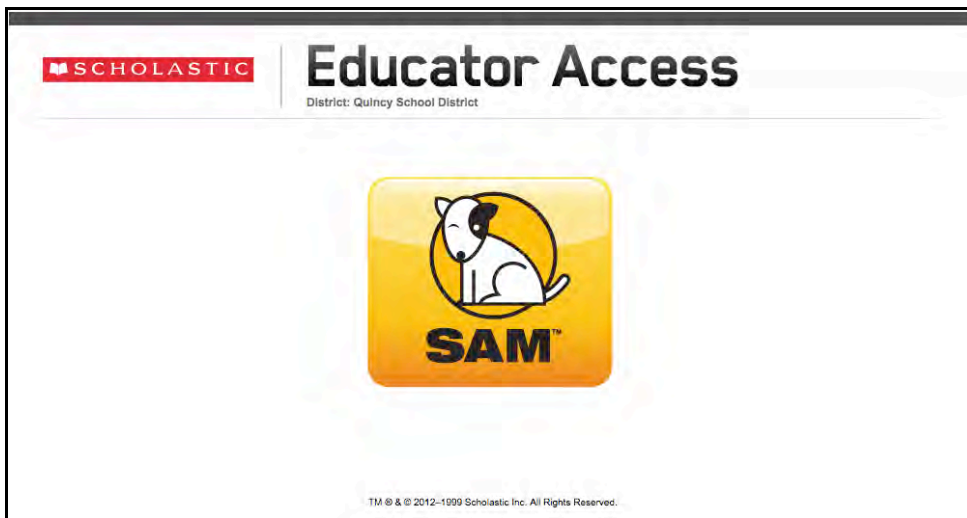 SCHOLASTIC
Educator Access
District: Quincy School District
SAM™
TM ® & © 2012–1999 Scholastic Inc. All Rights Reserved.